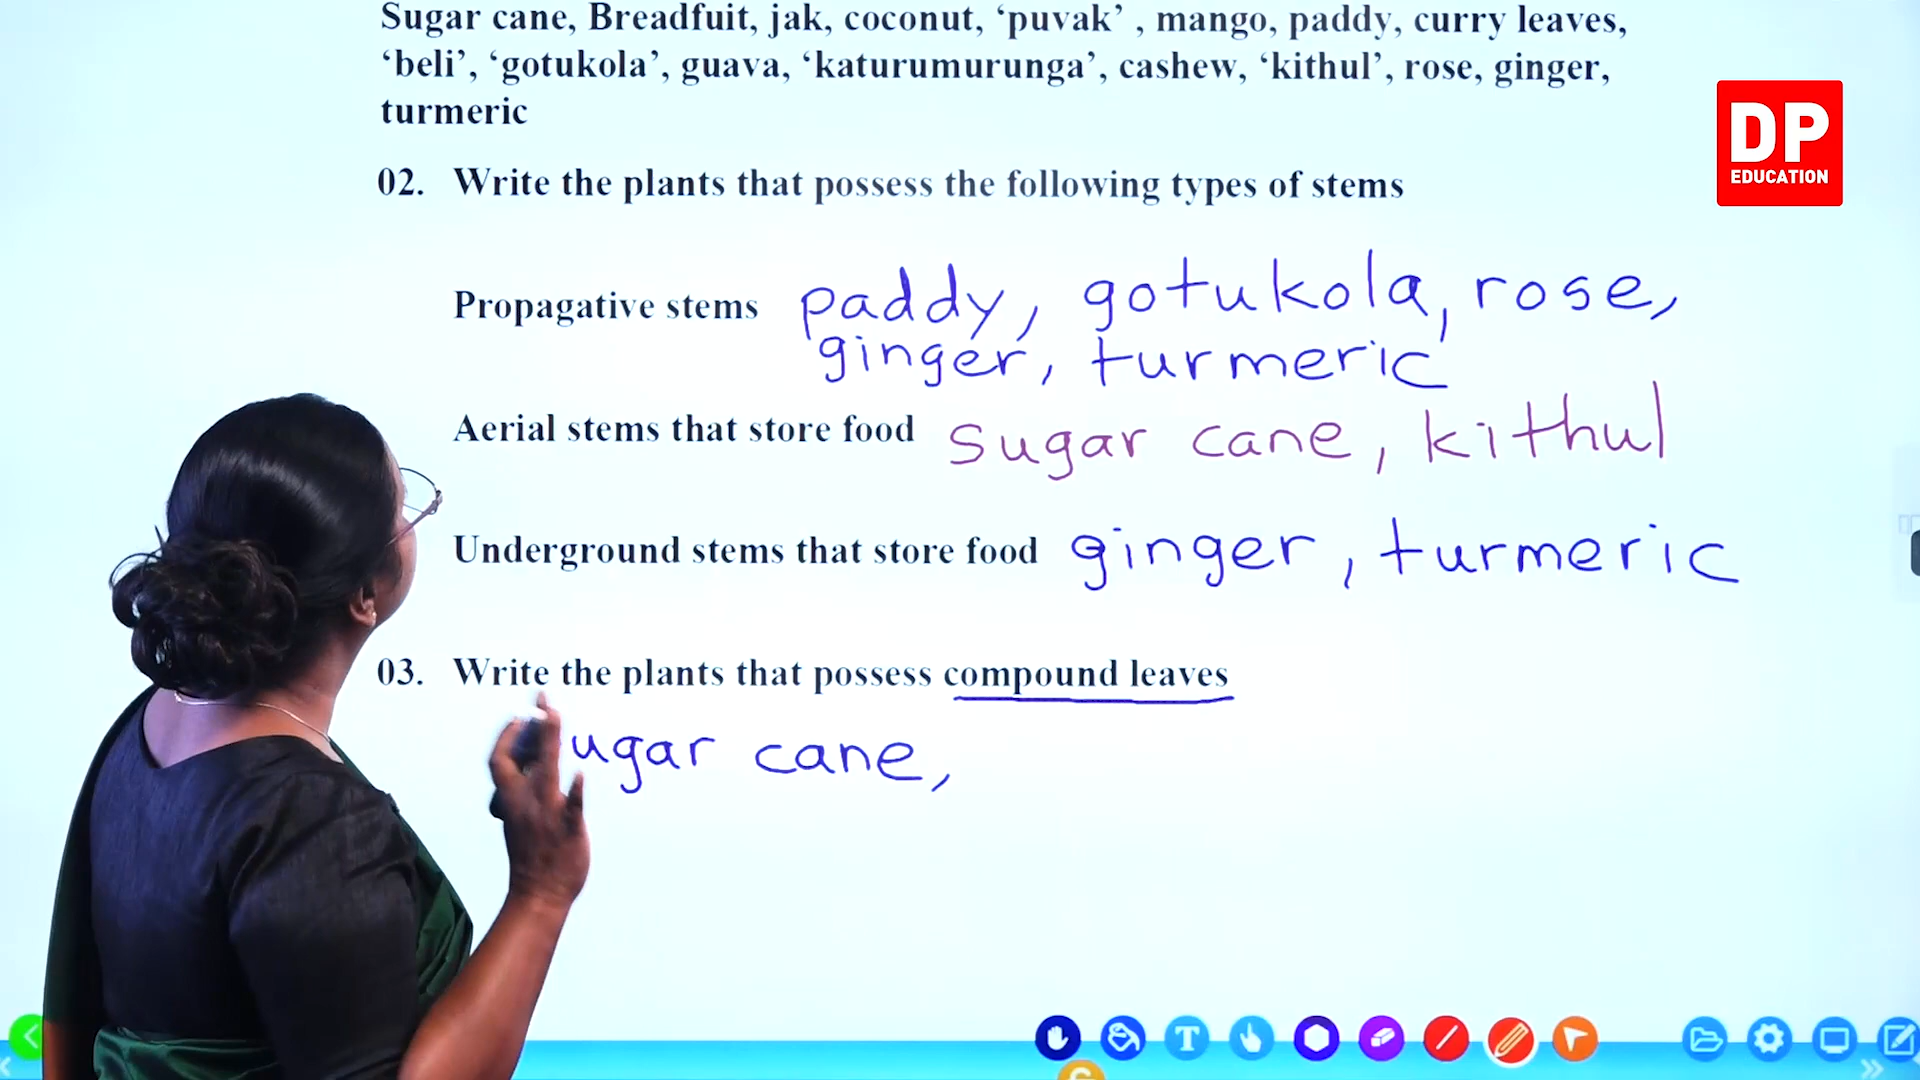 Sugar cane, Breadfuit, jak, coconut, ‘puvak’ , mango, paddy, curry leaves,
‘beli’, ‘gotukola’, guava, ‘katurumurunga’, cashew, ‘kithul’, rose, ginger,
turmeric
DP
EDUCATION
02. Write the plants that possess the following types of stems
Propagative stems paddy, gotukola, rose,
ginger, turmeric
Aerial stems that store food sugar cane, kithul
Underground stems that store food ginger, turmeric
03. Write the plants that possess compound leaves
ugar cane,